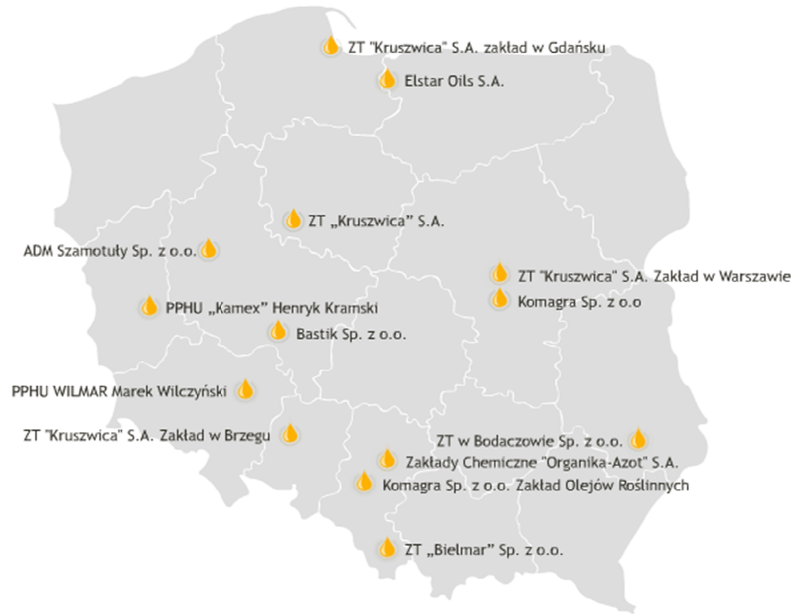 ZT "Kruszwica" S.A. zakład w Gdańsku
Elstar Oils S.A.
ZT „Kruszwica” S.A.
ADM Szamotuły Sp. z o.o.
ZT "Kruszwica" S.A. Zakład w Warszawie
Komagra Sp. z o.o
PPHU „Kamex” Henryk Kramski
Bastik Sp. z o.o.
PPHU WILMAR Marek Wilczyński
ZT "Kruszwica" S.A. Zakład w Brzegu
ZT w Bodaczowie Sp. z o.o.
Zakłady Chemiczne "Organika-Azot" S.A.
Komagra Sp. z o.o. Zakład Olejów Roślinnych
ZT „Bielmar” Sp. z o.o.